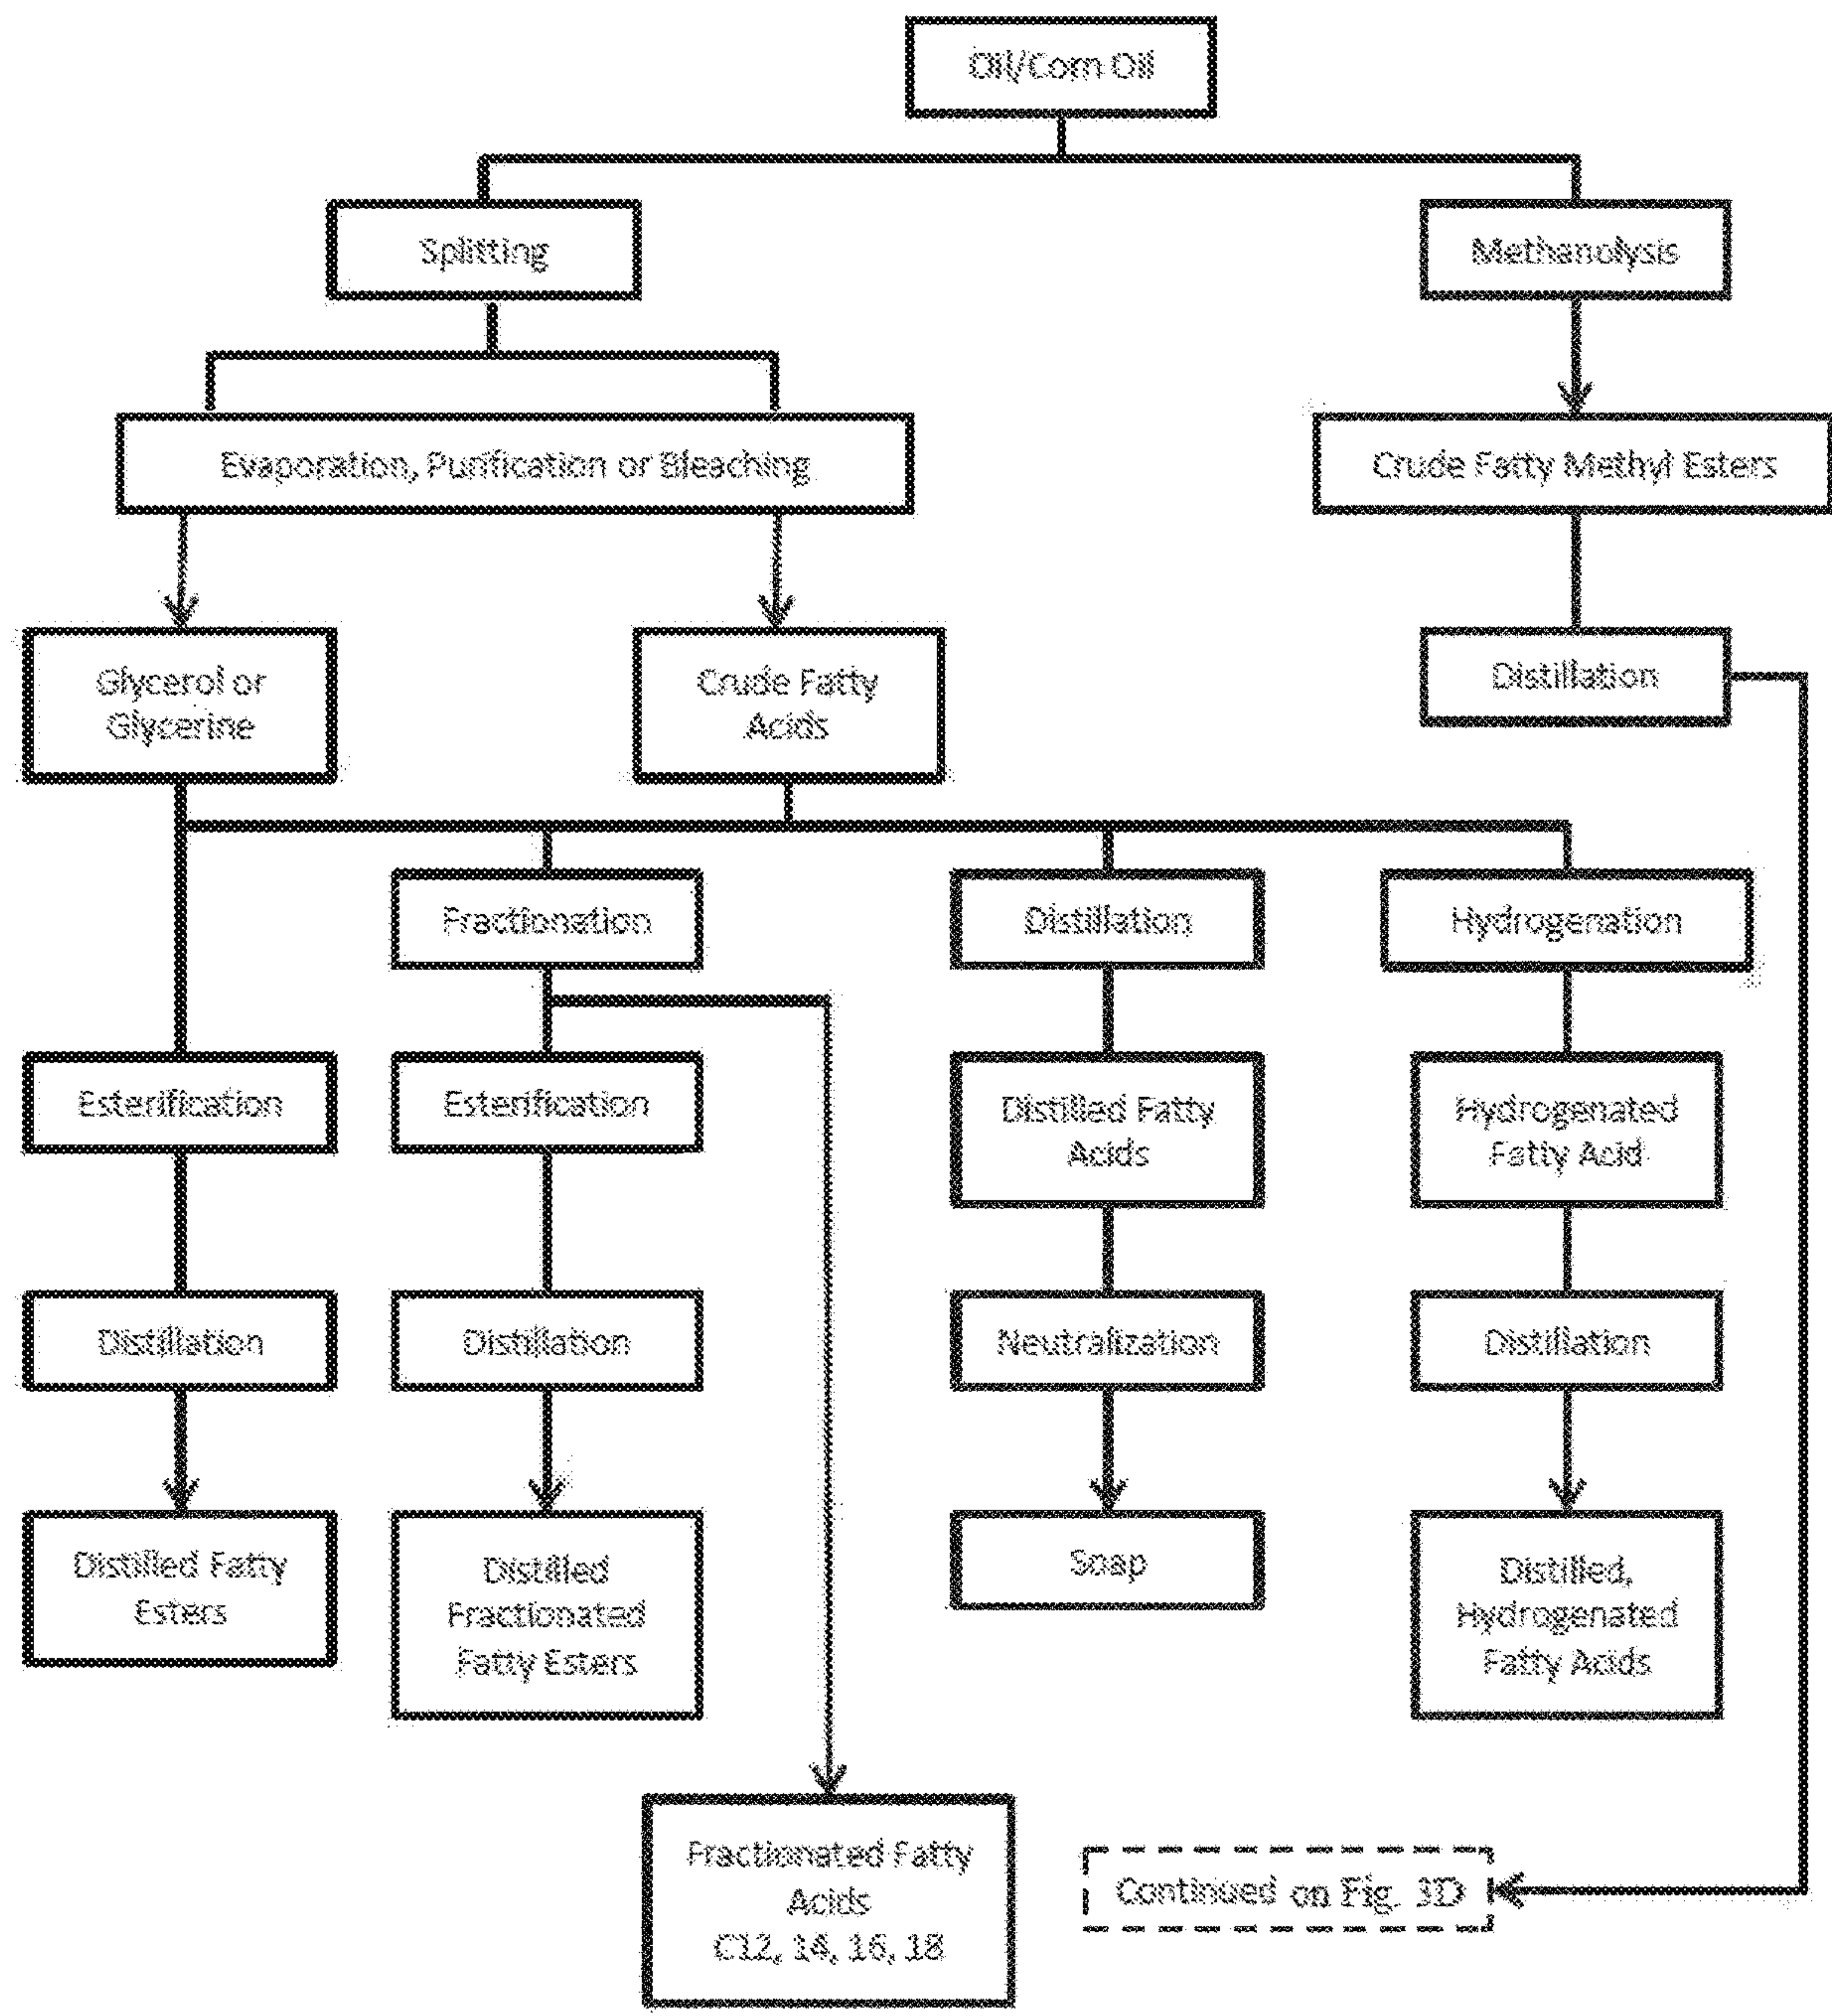 Oil/Corn Oil
Splitting
Methanolysis
Evaporation, Purification or Bleaching
Crude Fatty Methyl Esters
Glycerol or
Glycerine
Crude Fatty
Acids
Distillation
Fractionation
Distillation
Hydrogenation
Esterification
Esterification
Distilled Fatty
Acids
Hydrogenated
Fatty Acid
Distillation
Distillation
Neutralization
Distillation
Distilled Fatty
Esters
Distilled
Fractionated
Fatty Esters
Soap
Distilled,
Hydrogenated
Fatty Acids
Fractionated Fatty
Acids
C12, 14, 16, 18
Continued on Fig. 3D